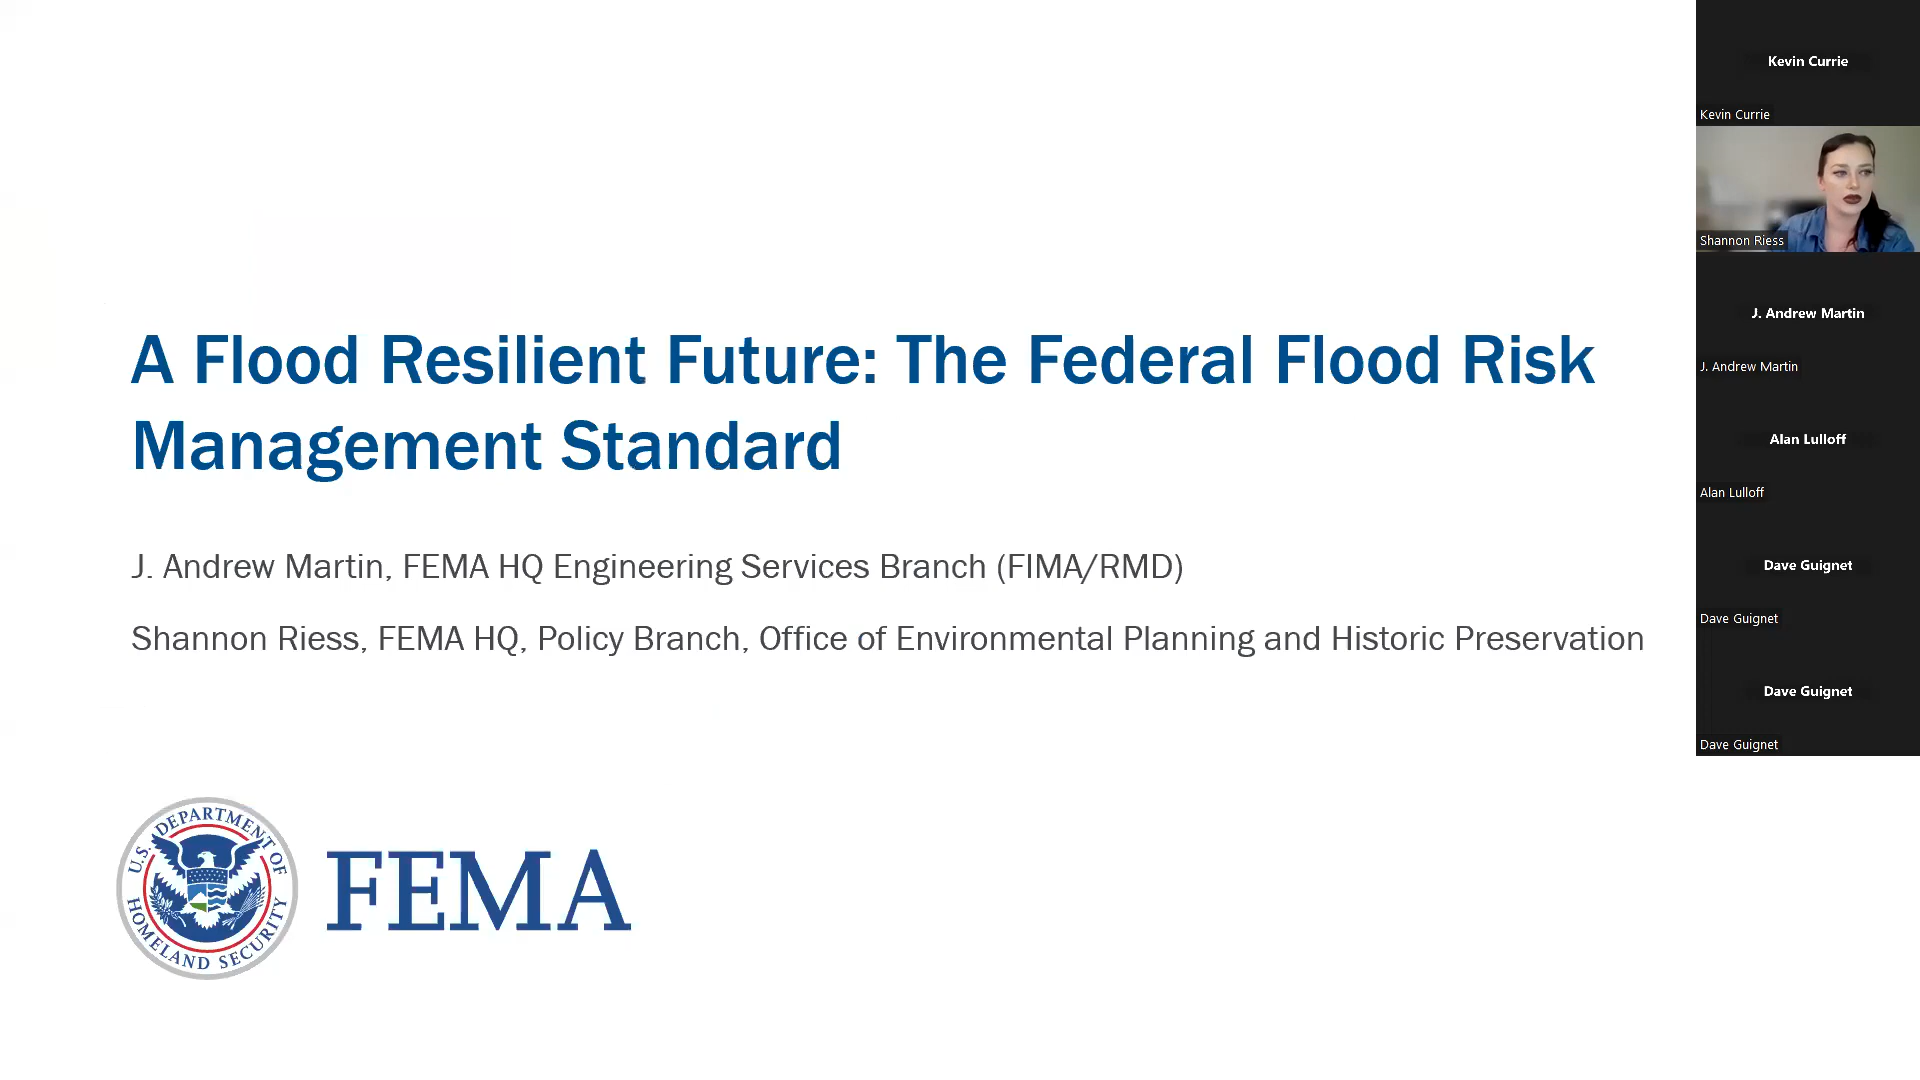 A Flood Resilient Future: The Federal Flood Risk
Management Standard
J. Andrew Martin, FEMA HQ Engineering Services Branch (FIMA/RMD)
Shannon Riess, FEMA HQ, Policy Branch, Office of Environmental Planning and Historic Preservation
U.S. DEPARTMENT OF
HOMELAND SECURITY
FEMA
Kevin Currie
Kevin Currie
Shannon Riess
J. Andrew Martin
J. Andrew Martin
Alan Lulloff
Alan Lulloff
Dave Guignet
Dave Guignet
Dave Guignet
Dave Guignet